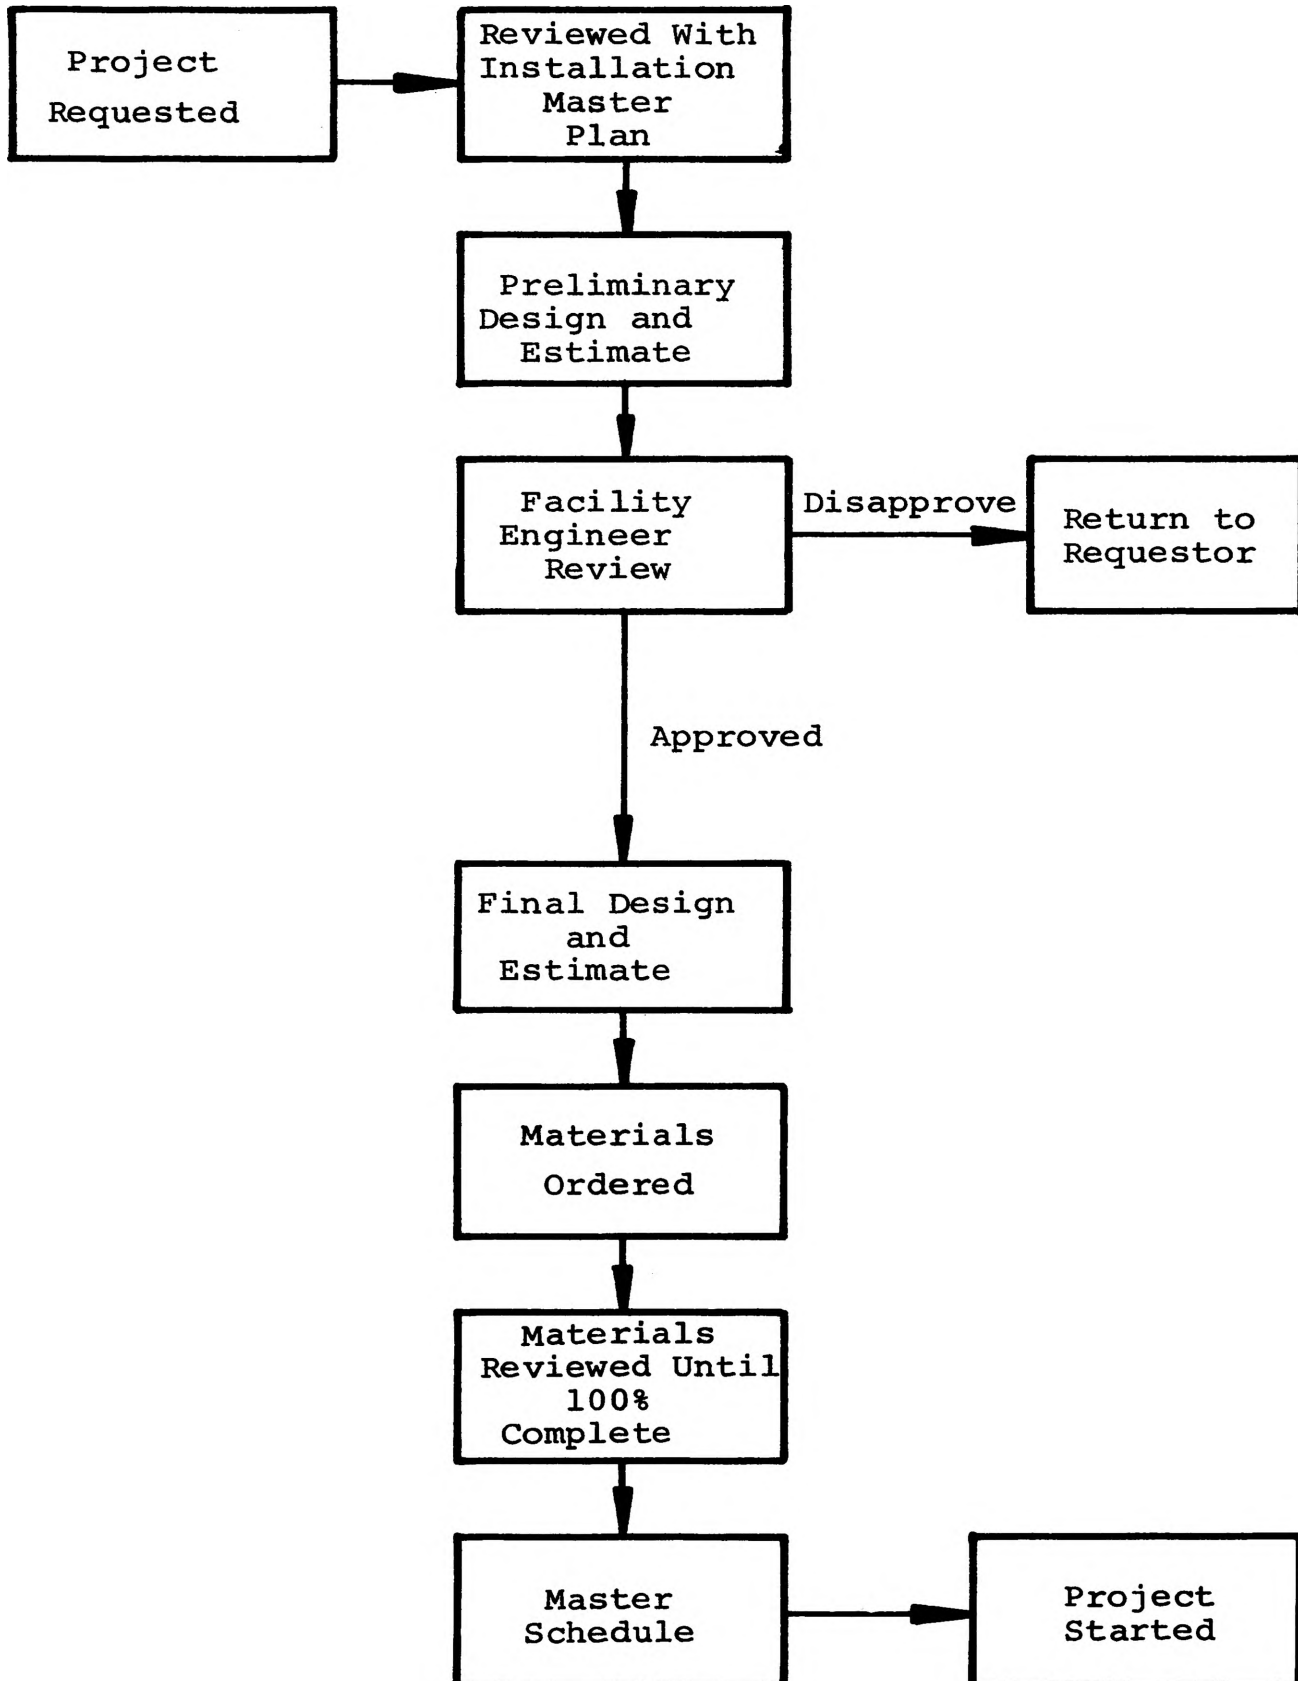 Project
Requested
Reviewed With
Installation
Master
Plan
Preliminary
Design and
Estimate
Facility
Engineer
Review
Disapprove
Return to
Requestor
Approved
Final Design
and
Estimate
Materials
Ordered
Materials
Reviewed Until
100%
Complete
Master
Schedule
Project
Started